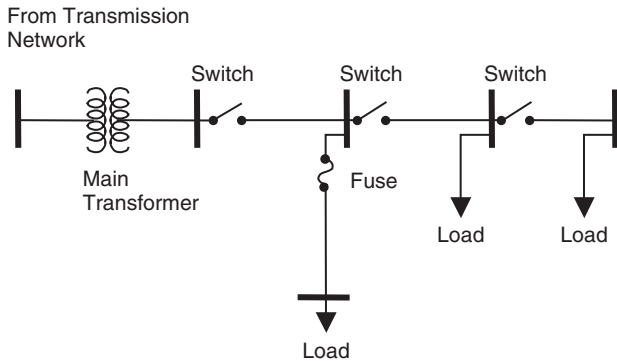 From Transmission
Network
Switch
Switch
Switch
Main
Transformer
Fuse
Load
Load
Load